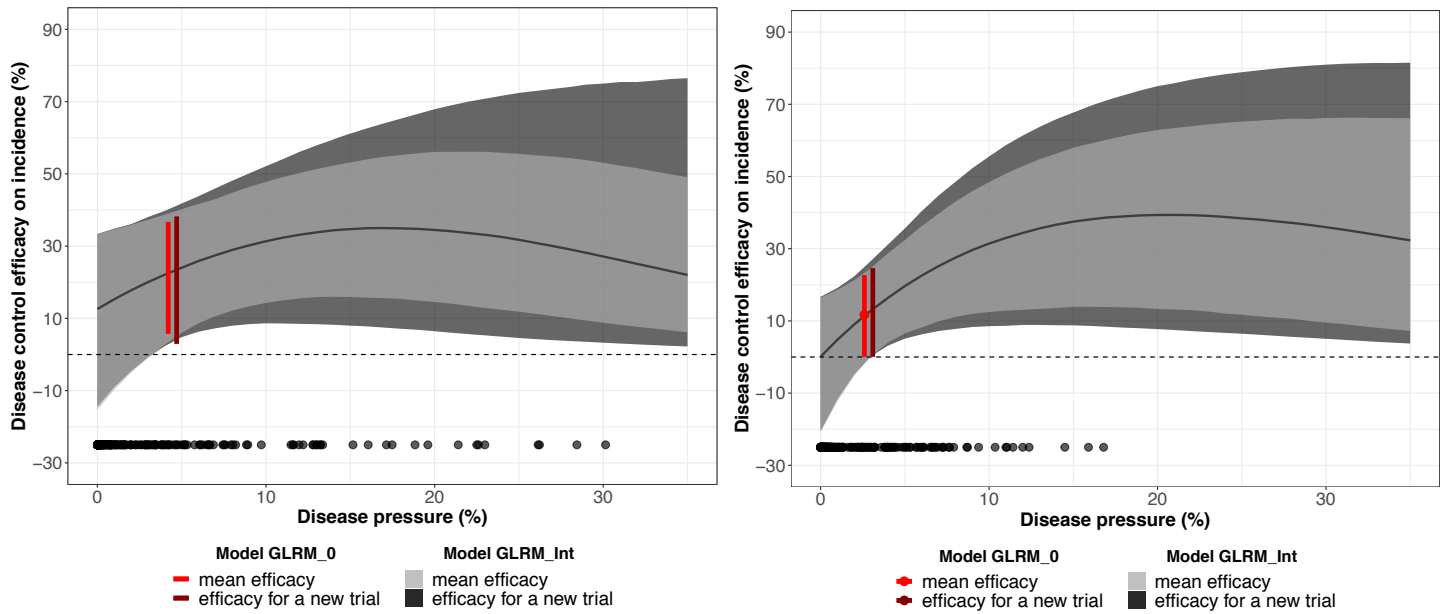 Disease control efficacy on incidence (%)
90
70
50
30
10
−10
−30
0
10
20
30
Disease pressure (%)
Model GLRM_0
mean efficacy
efficacy for a new trial
Model GLRM_Int
mean efficacy
efficacy for a new trial
Disease control efficacy on incidence (%)
90
70
50
30
10
−10
−30
0
10
20
30
Disease pressure (%)
Model GLRM_0
mean efficacy
efficacy for a new trial
Model GLRM_Int
mean efficacy
efficacy for a new trial